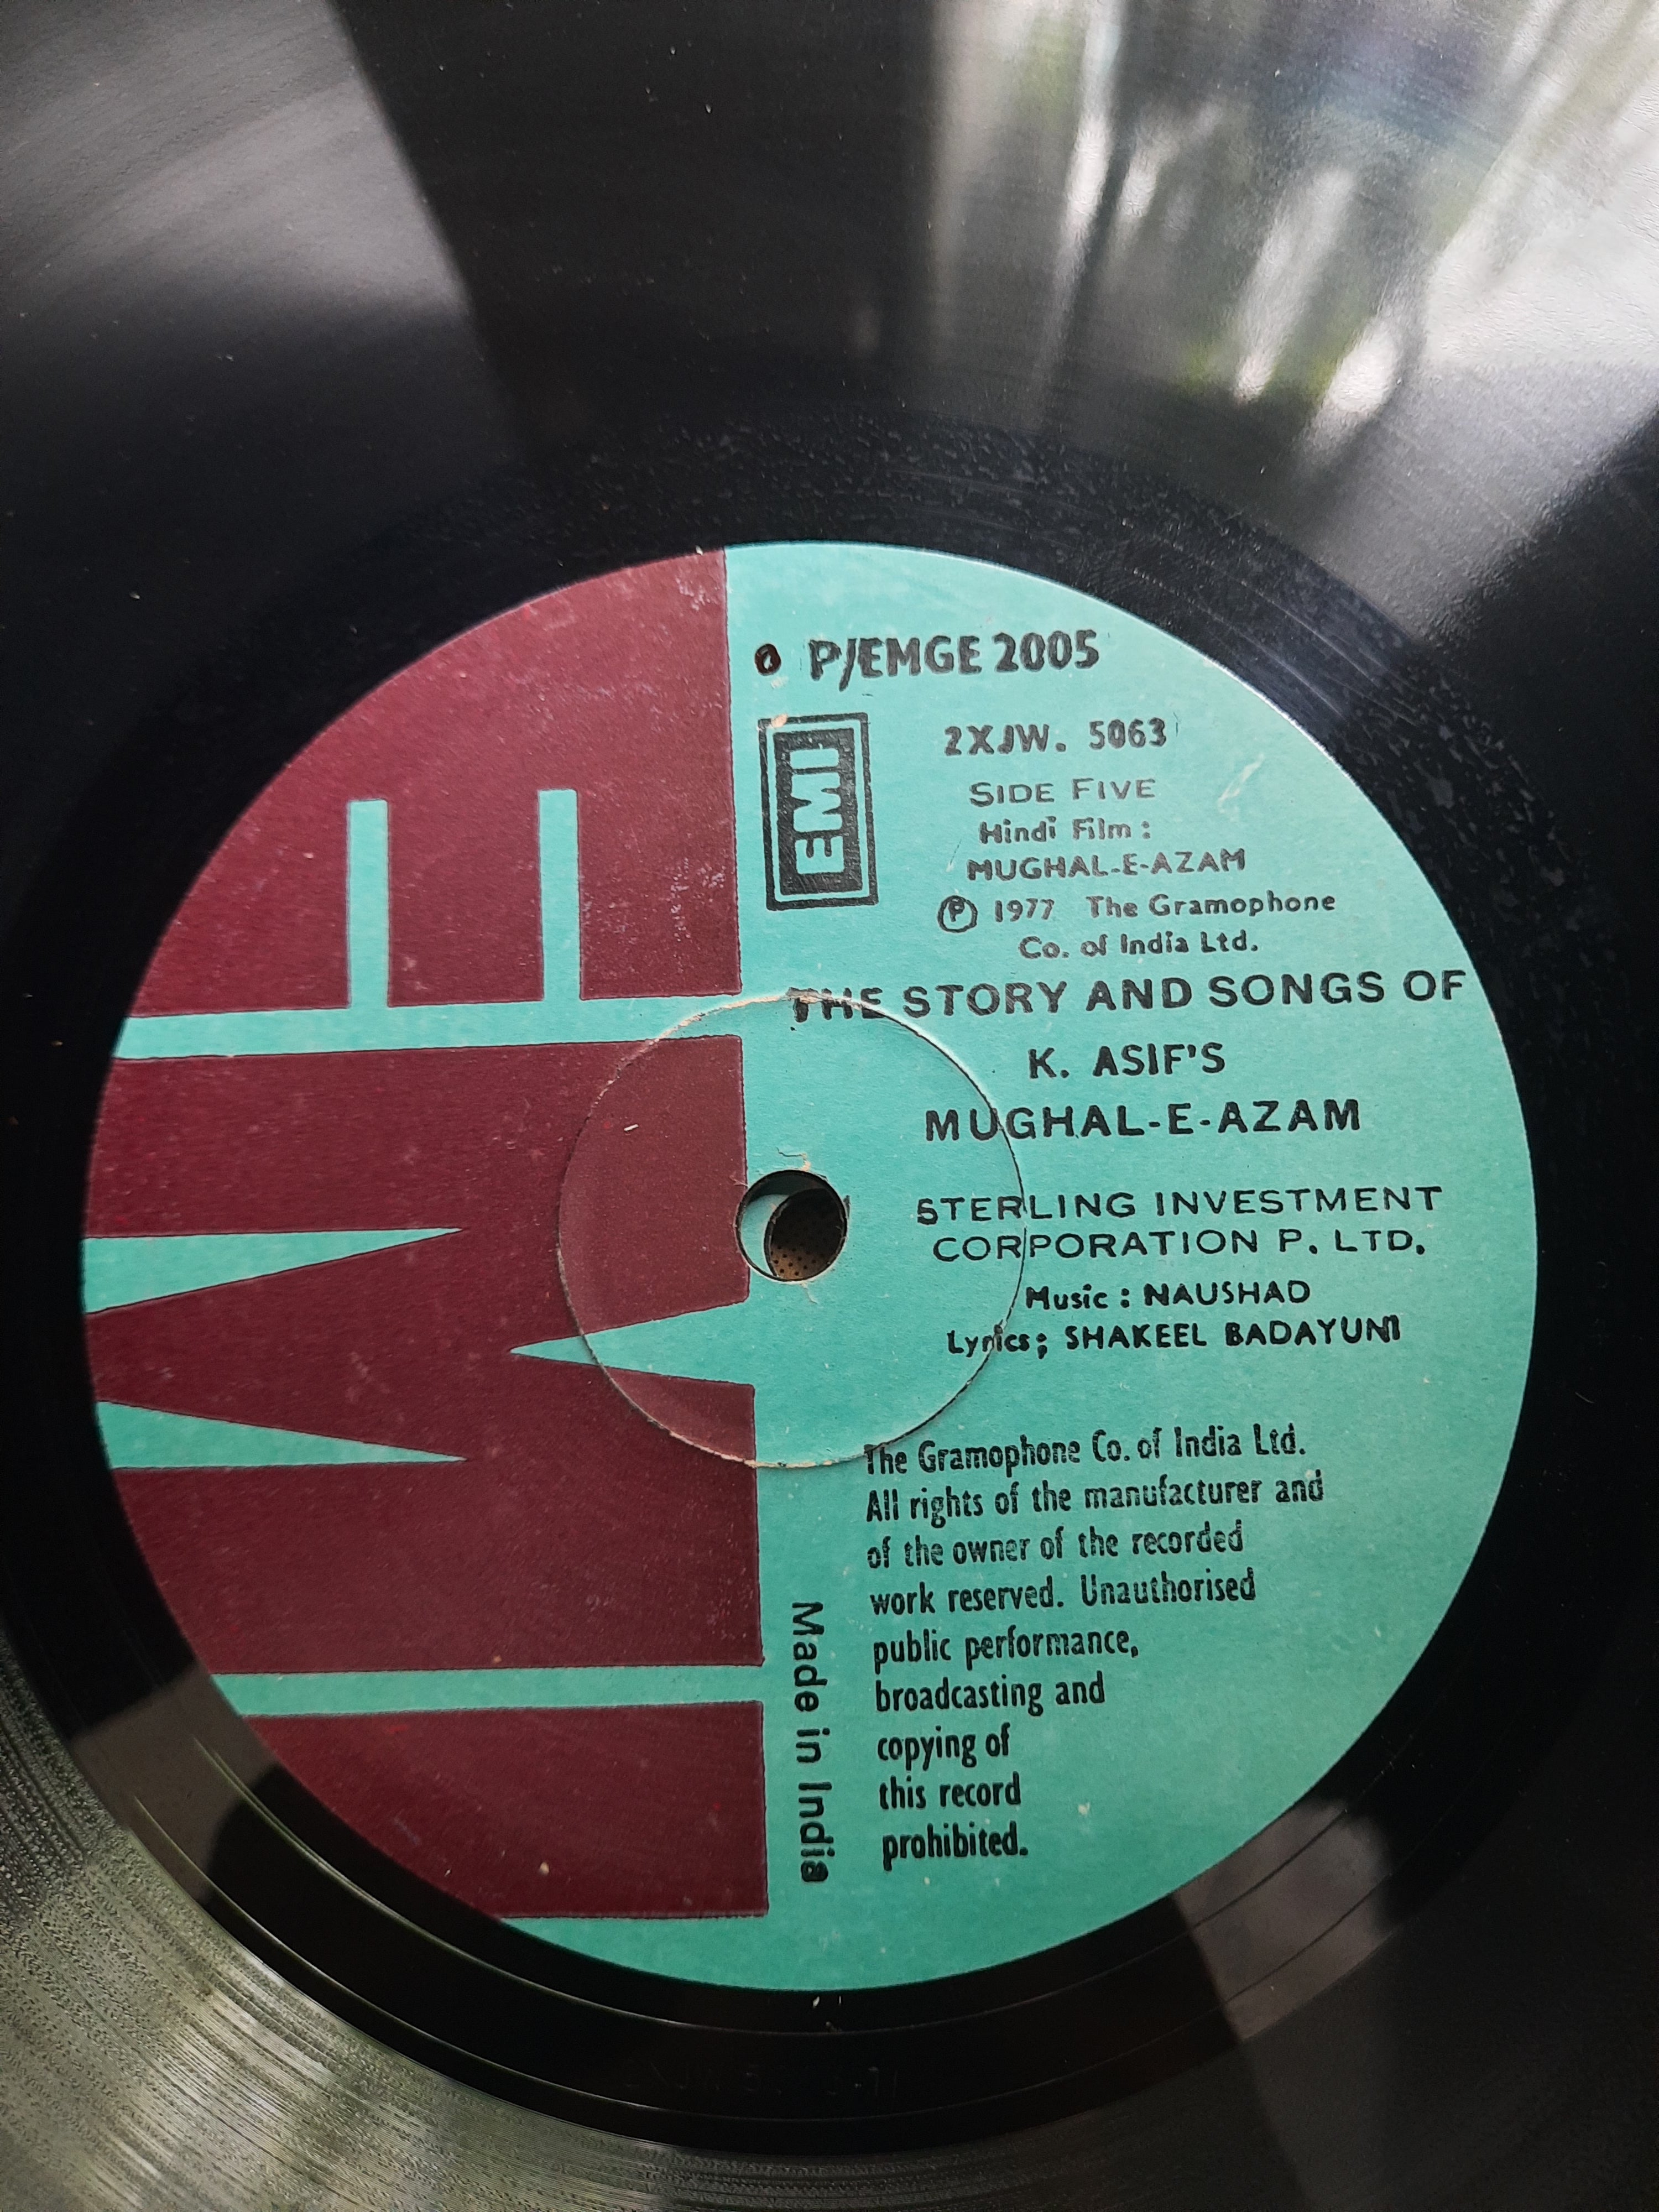 P/EMGE 2005
EMI
2XJW. 5063
SIDE FIVE
Hindi Film :
MUGHAL-E-AZAM
Ⓟ 1977 The Gramophone
Co. of India Ltd.
THE STORY AND SONGS OF
K. ASIF'S
MUGHAL-E-AZAM
STERLING INVESTMENT
CORPORATION P. LTD.
Music : NAUSHAD
Lyrics ; SHAKEEL BADAYUNI
The Gramophone Co. of India Ltd.
All rights of the manufacturer and
of the owner of the recorded
work reserved. Unauthorised
public performance,
broadcasting and
copying of
this record
prohibited.
Made in India
EMI